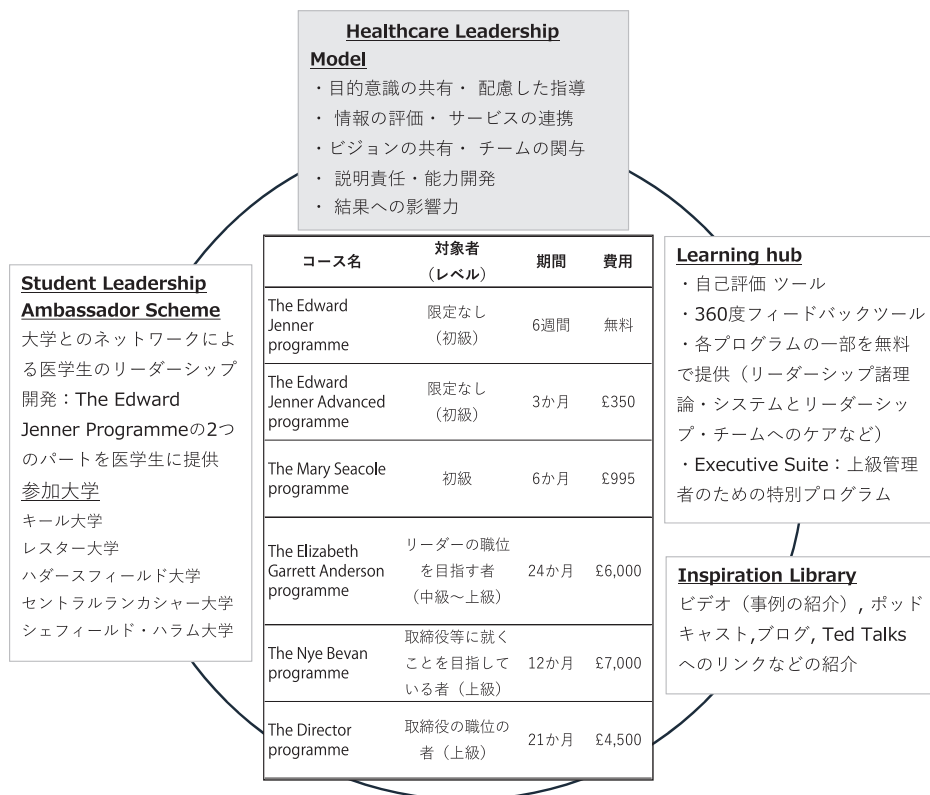 Healthcare Leadership
Model
・目的意識の共有・ 配慮した指導
・ 情報の評価・ サービスの連携
・ビジョンの共有・ チームの関与
・ 説明責任・能力開発
・ 結果への影響力
Student Leadership
Ambassador Scheme
大学とのネットワークによ
る医学生のリーダーシップ
開発：The Edward
Jenner Programmeの2つ
のパートを医学生に提供
参加大学
キール大学
レスター大学
ハダースフィールド大学
セントラルランカシャー大学
シェフィールド・ハラム大学
コース名 対象者 期間 費用
（レベル）
The Edward
Jenner
programme
限定なし
（初級）
6週間 無料
The Edward
Jenner Advanced
programme
限定なし
（初級）
3か月 £350
The Mary Seacole
programme
初級 6か月 £995
The Elizabeth
Garrett Anderson
programme
リーダーの職位
を目指す者
（中級～上級）
24か月 £6,000
The Nye Bevan
programme
取締役等に就く
ことを目指して
いる者（上級）
12か月 £7,000
The Director
programme
取締役の職位の
者（上級）
21か月 £4,500
Learning hub
・自己評価 ツール
・360度フィードバックツール
・各プログラムの一部を無料
で提供（リーダーシップ諸理
論・システムとリーダーシッ
プ・チームへのケアなど）
・Executive Suite：上級管理
者のための特別プログラム
Inspiration Library
ビデオ（事例の紹介）, ポッド
キャスト,ブログ, Ted Talks
へのリンクなどの紹介